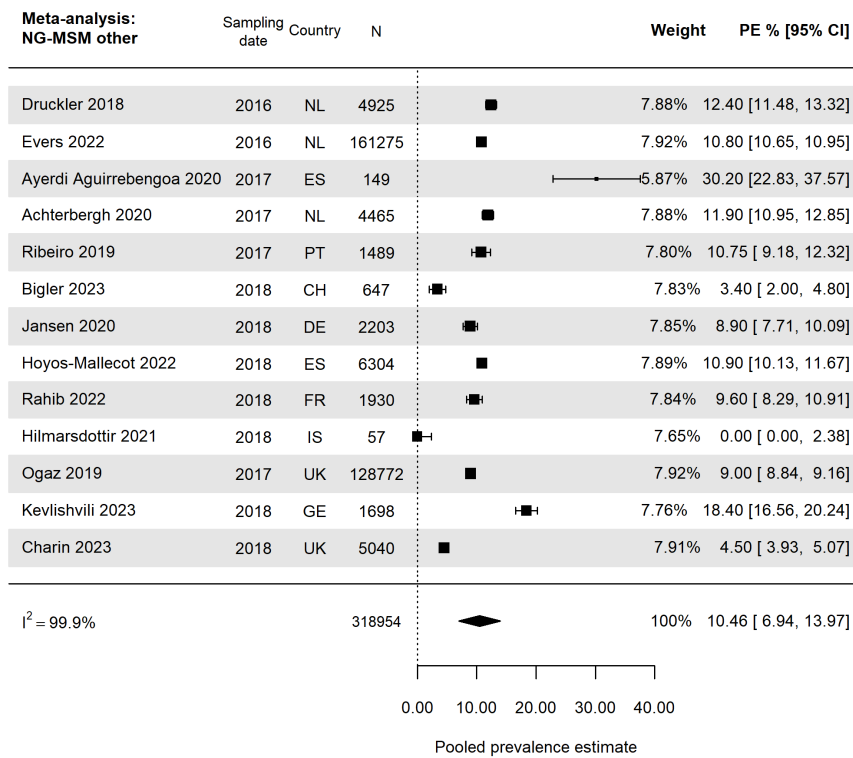 Meta-analysis: NG-MSM other Sampling date Country N Weight PE % [95% CI]
Druckler 2018 2016 NL 4925 7.88% 12.40 [11.48, 13.32]
Evers 2022 2016 NL 161275 7.92% 10.80 [10.65, 10.95]
Ayerdi Aguirrebengoa 2020 2017 ES 149 5.87% 30.20 [22.83, 37.57]
Achterbergh 2020 2017 NL 4465 7.88% 11.90 [10.95, 12.85]
Ribeiro 2019 2017 PT 1489 7.80% 10.75 [ 9.18, 12.32]
Bigler 2023 2018 CH 647 7.83% 3.40 [ 2.00, 4.80]
Jansen 2020 2018 DE 2203 7.85% 8.90 [ 7.71, 10.09]
Hoyos-Mallecot 2022 2018 ES 6304 7.89% 10.90 [10.13, 11.67]
Rahib 2022 2018 FR 1930 7.84% 9.60 [ 8.29, 10.91]
Hilmarsdottir 2021 2018 IS 57 7.65% 0.00 [ 0.00, 2.38]
Ogaz 2019 2017 UK 128772 7.92% 9.00 [ 8.84, 9.16]
Kevlishvili 2023 2018 GE 1698 7.76% 18.40 [16.56, 20.24]
Charin 2023 2018 UK 5040 7.91% 4.50 [ 3.93, 5.07]
I² = 99.9% 318954 100% 10.46 [ 6.94, 13.97]
0.00 10.00 20.00 30.00 40.00
Pooled prevalence estimate